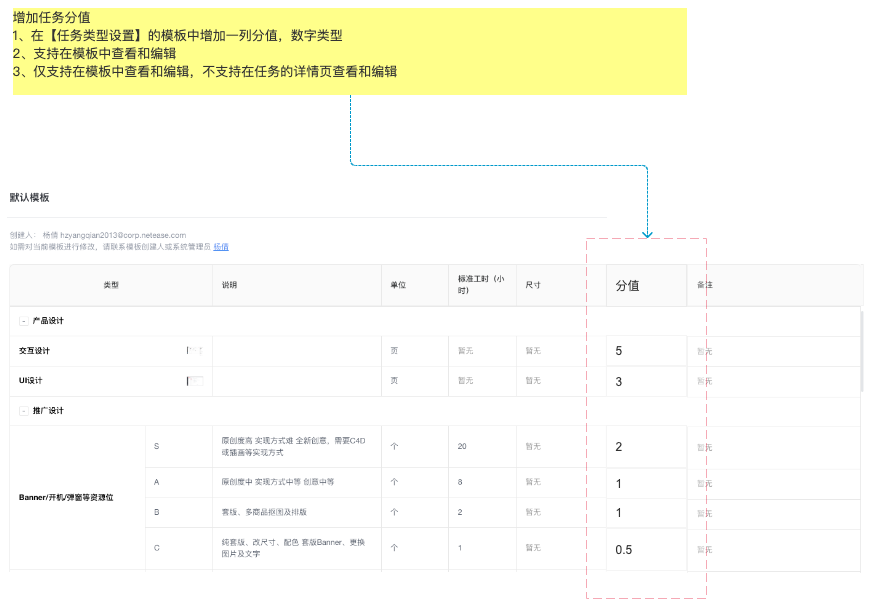 增加任务分值
1、在【任务类型设置】的模板中增加一列分值，数字类型
2、支持在模板中查看和编辑
3、仅支持在模板中查看和编辑，不支持在任务的详情页查看和编辑
默认模板
创建人： 杨倩 hzyangqian2013@corp.netease.com
如需对当前模板进行修改，请联系模板创建人或系统管理员 杨倩
类型 说明 单位 标准工时（小时） 尺寸 分值 备注
产品设计
交互设计 页 暂无 暂无 5 暂无
UI设计 页 暂无 暂无 3 暂无
推广设计
Banner/开机/弹窗等资源位
S 原创度高 实现方式难 全新创意，需要C4D
或插画等实现方式 个 20 暂无 2 暂无
A 原创度中 实现方式中等 创意中等 个 8 暂无 1 暂无
B 套版、多商品抠图及排版 个 2 暂无 1 暂无
C 纯套版、改尺寸、配色 套版Banner、更换
图片及文字 个 1 暂无 0.5 暂无